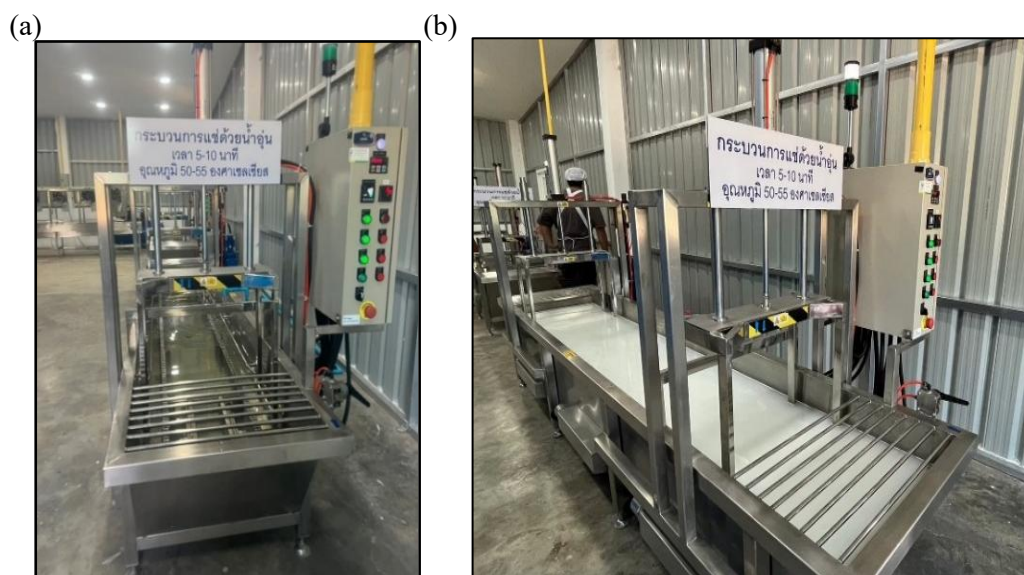 (a)
กระบวนการแช่ด้วยน้ำอุ่น
เวลา 5-10 นาที
อุณหภูมิ 50-55 องศาเซลเซียส
(b)
กระบวนการแช่ด้วยน้ำอุ่น
เวลา 5-10 นาที
อุณหภูมิ 50-55 องศาเซลเซียส